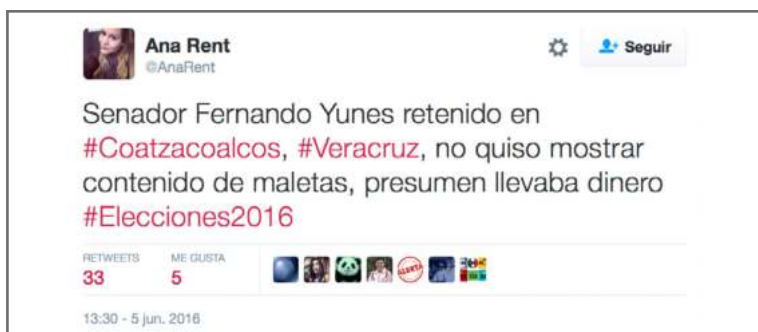 Ana Rent
@AnaRent
Seguir
Senador Fernando Yunes retenido en
#Coatzacoalcos, #Veracruz, no quiso mostrar
contenido de maletas, presumen llevaba dinero
#Elecciones2016
RETWEETS ME GUSTA
33 5
ALERTA
13:30 - 5 jun. 2016